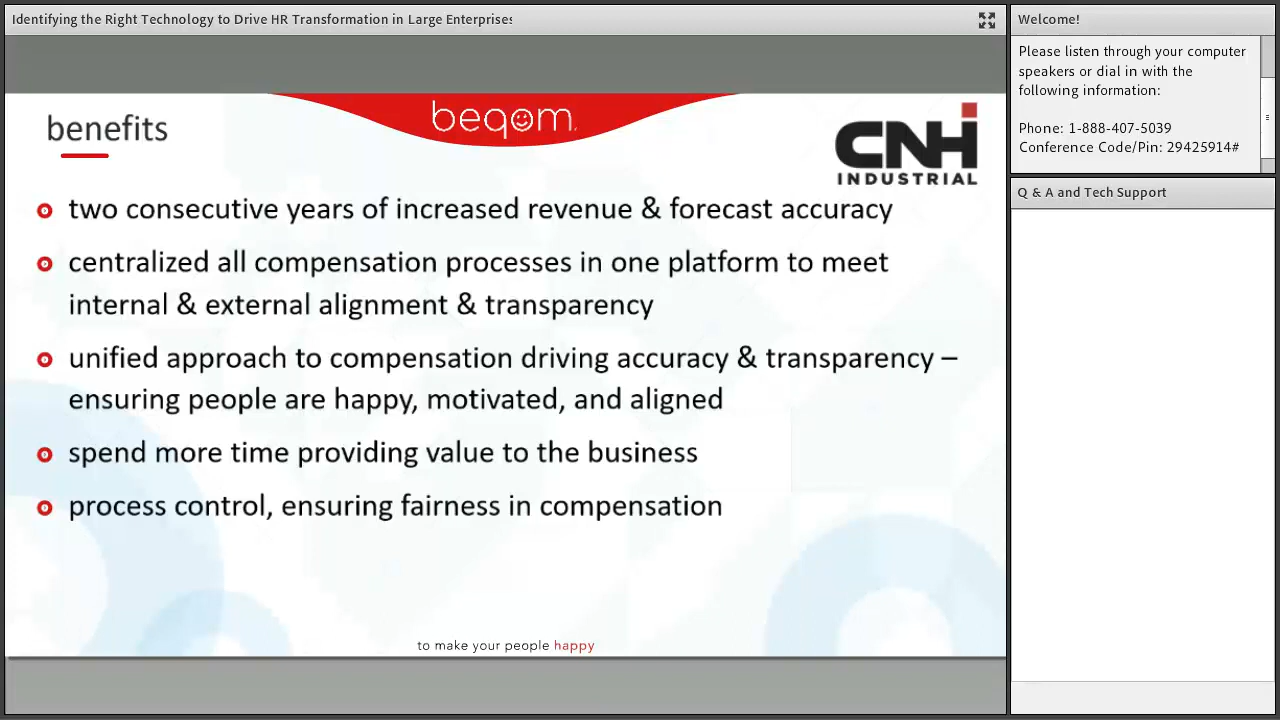 Identifying the Right Technology to Drive HR Transformation in Large Enterprises
Welcome!
Please listen through your computer
speakers or dial in with the
following information:
Phone: 1-888-407-5039
Conference Code/Pin: 29425914#
Q & A and Tech Support
beqom
benefits
CNH
INDUSTRIAL
two consecutive years of increased revenue & forecast accuracy
centralized all compensation processes in one platform to meet
internal & external alignment & transparency
unified approach to compensation driving accuracy & transparency –
ensuring people are happy, motivated, and aligned
spend more time providing value to the business
process control, ensuring fairness in compensation
to make your people happy